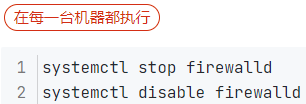 在每一台机器都执行
1 systemctl stop firewalld
2 systemctl disable firewalld